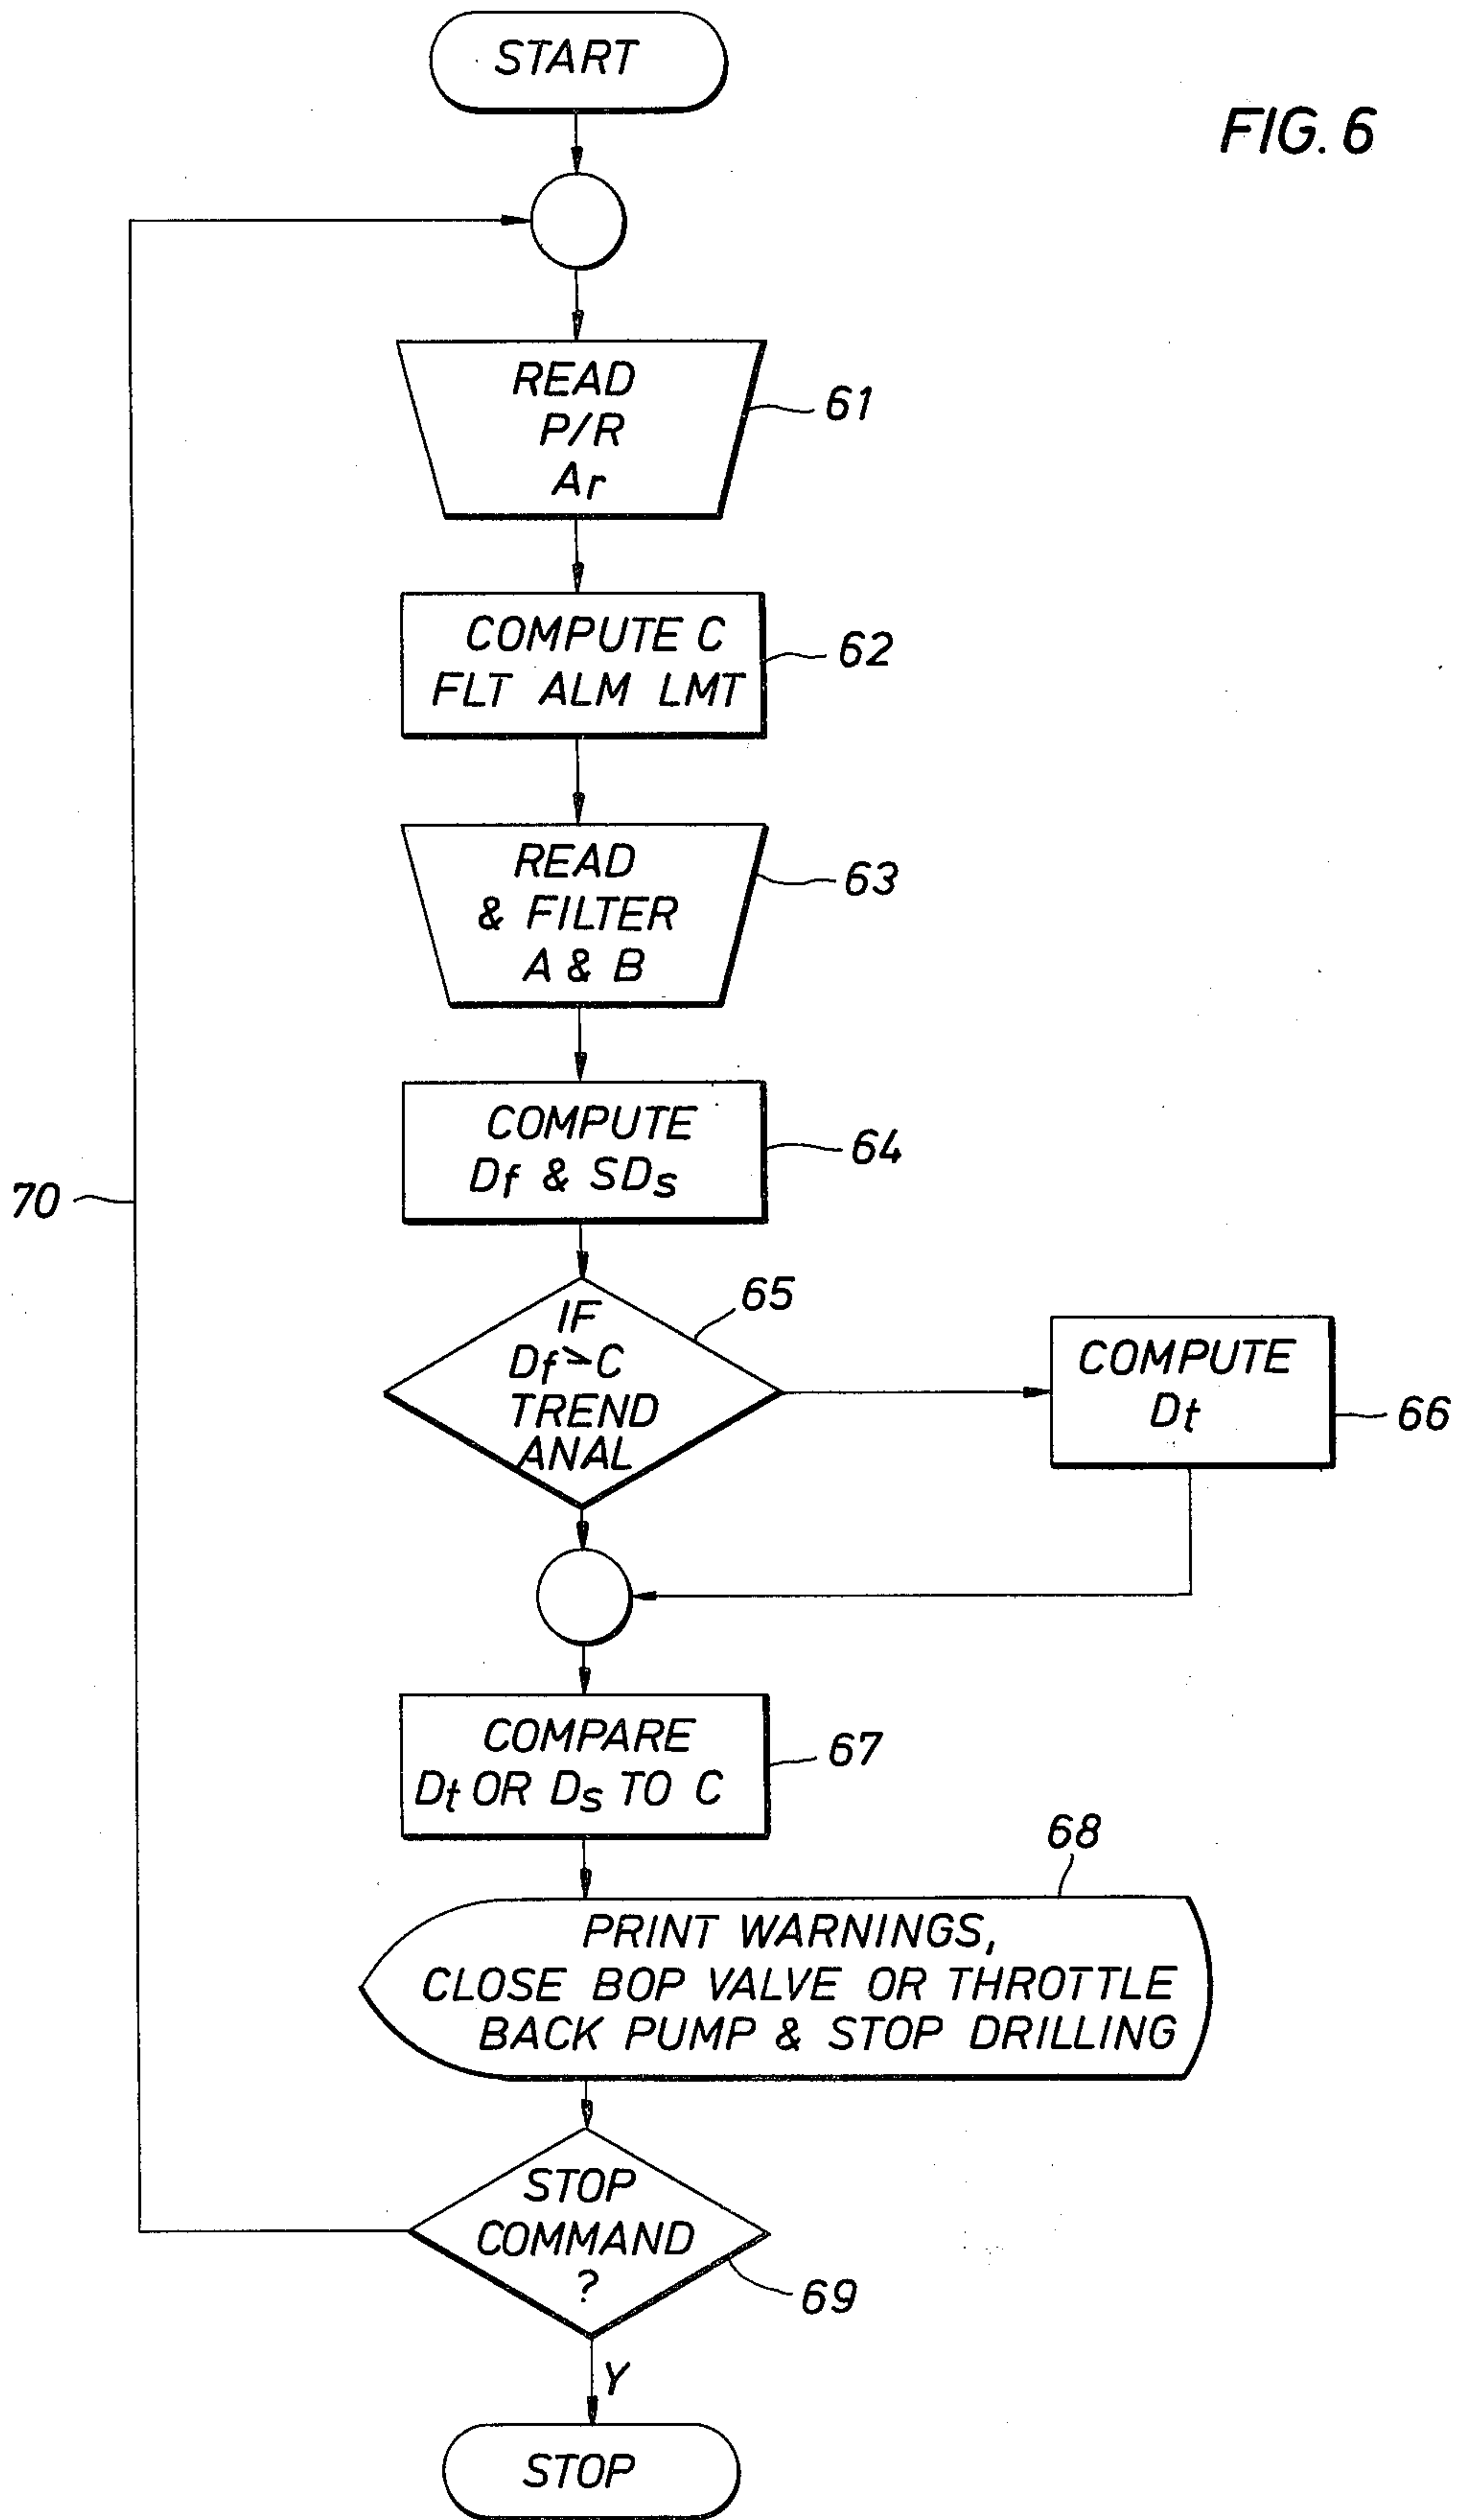 START
FIG. 6
READ
P/R
Ar
61
COMPUTE C
FLT ALM LMT
62
READ
& FILTER
A & B
63
COMPUTE
Df & SDs
64
70
IF
Df ≥ C
TREND
ANAL
65
COMPUTE
Dt
66
COMPARE
Dt OR Ds TO C
67
68
PRINT WARNINGS,
CLOSE BOP VALVE OR THROTTLE
BACK PUMP & STOP DRILLING
STOP
COMMAND
?
69
Y
STOP